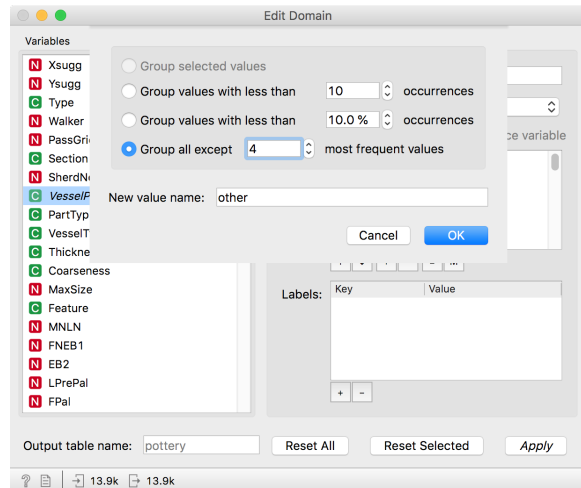 Edit Domain
Variables
N Xsugg
N Ysugg
C Type
N Walker
N PassGri
C Section
N SherdN
C VesselP
C PartTyp
C VesselT
C Thickne
C Coarseness
N MaxSize
C Feature
N MNLN
N FNEB1
N EB2
N LPrePal
N FPal
Group selected values
Group values with less than 10 occurrences
Group values with less than 10.0 % occurrences
Group all except 4 most frequent values
New value name: other
Cancel OK
ce variable
M
Labels: Key Value
+ −
Output table name: pottery Reset All Reset Selected Apply
? 13.9k 13.9k